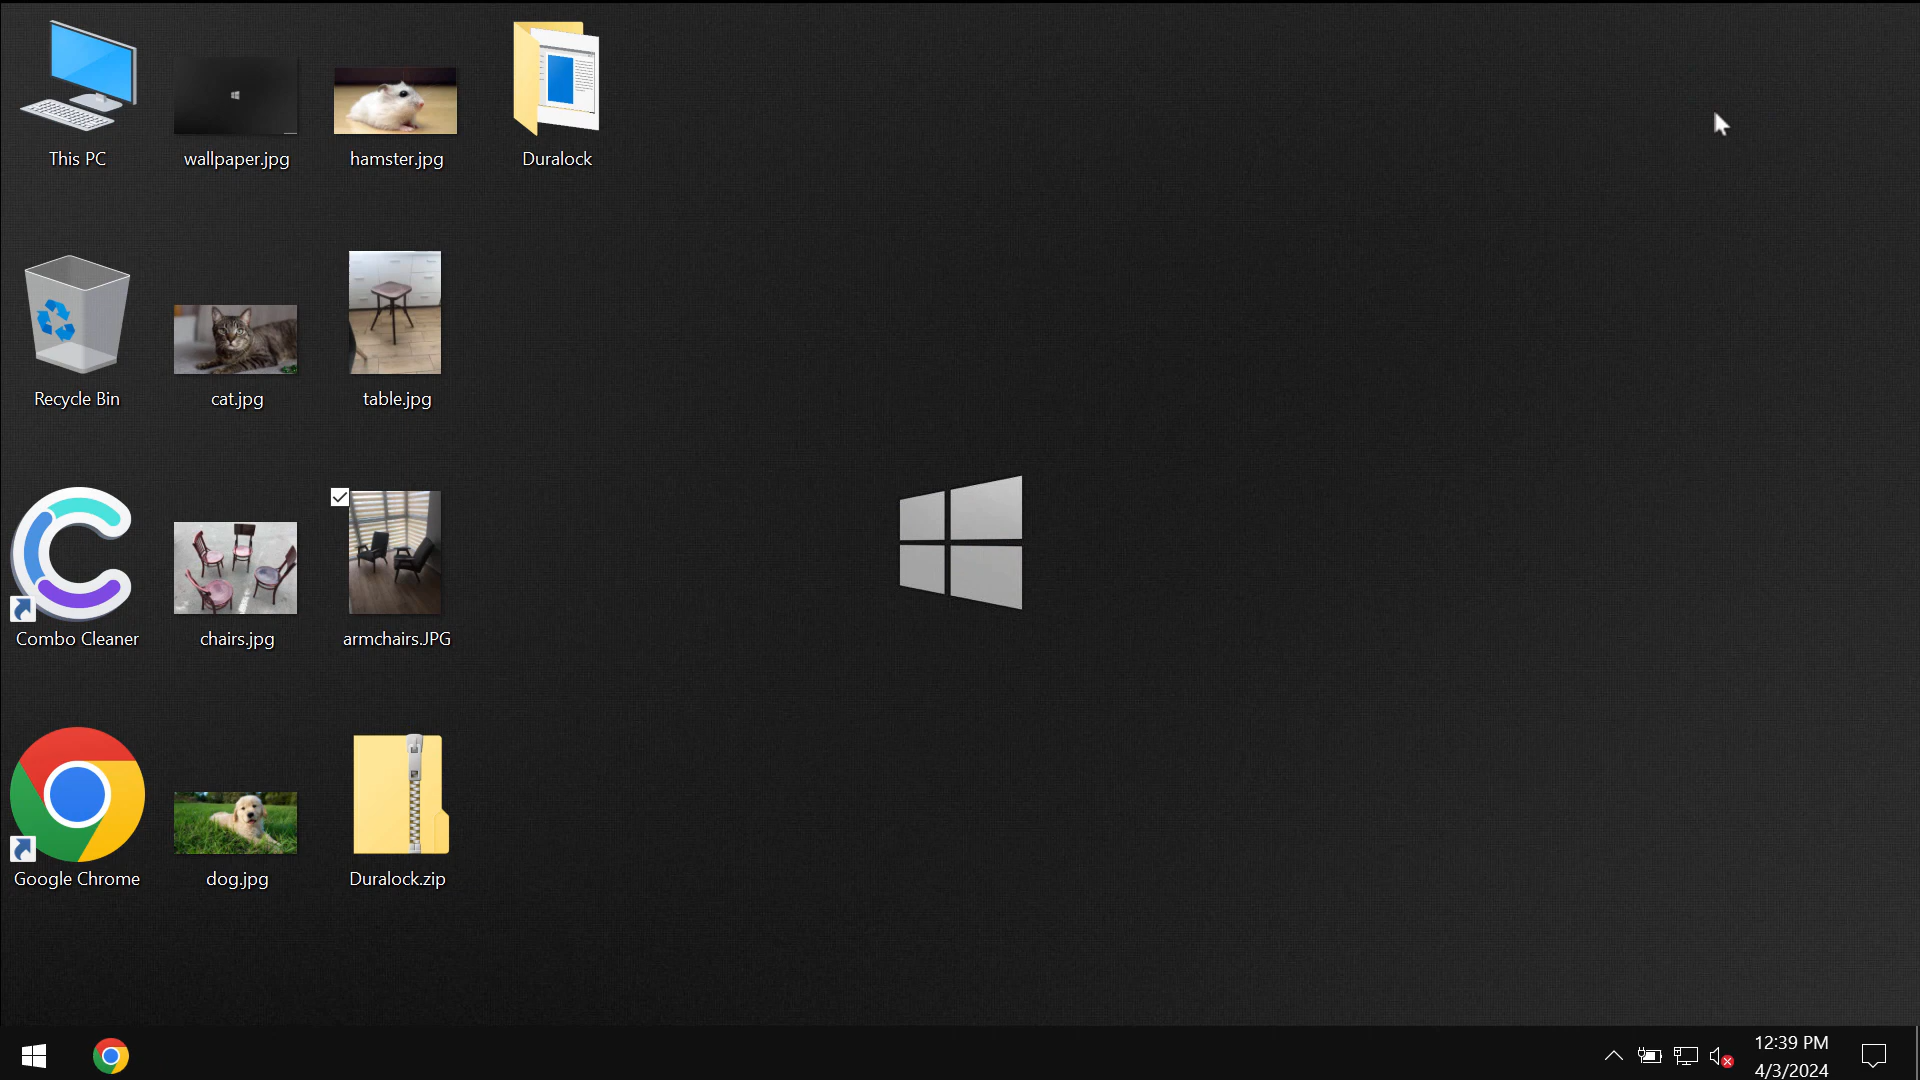 This PC
wallpaper.jpg
hamster.jpg
Duralock
Recycle Bin
cat.jpg
table.jpg
Combo Cleaner
chairs.jpg
armchairs.JPG
Google Chrome
dog.jpg
Duralock.zip
12:39 PM
4/3/2024